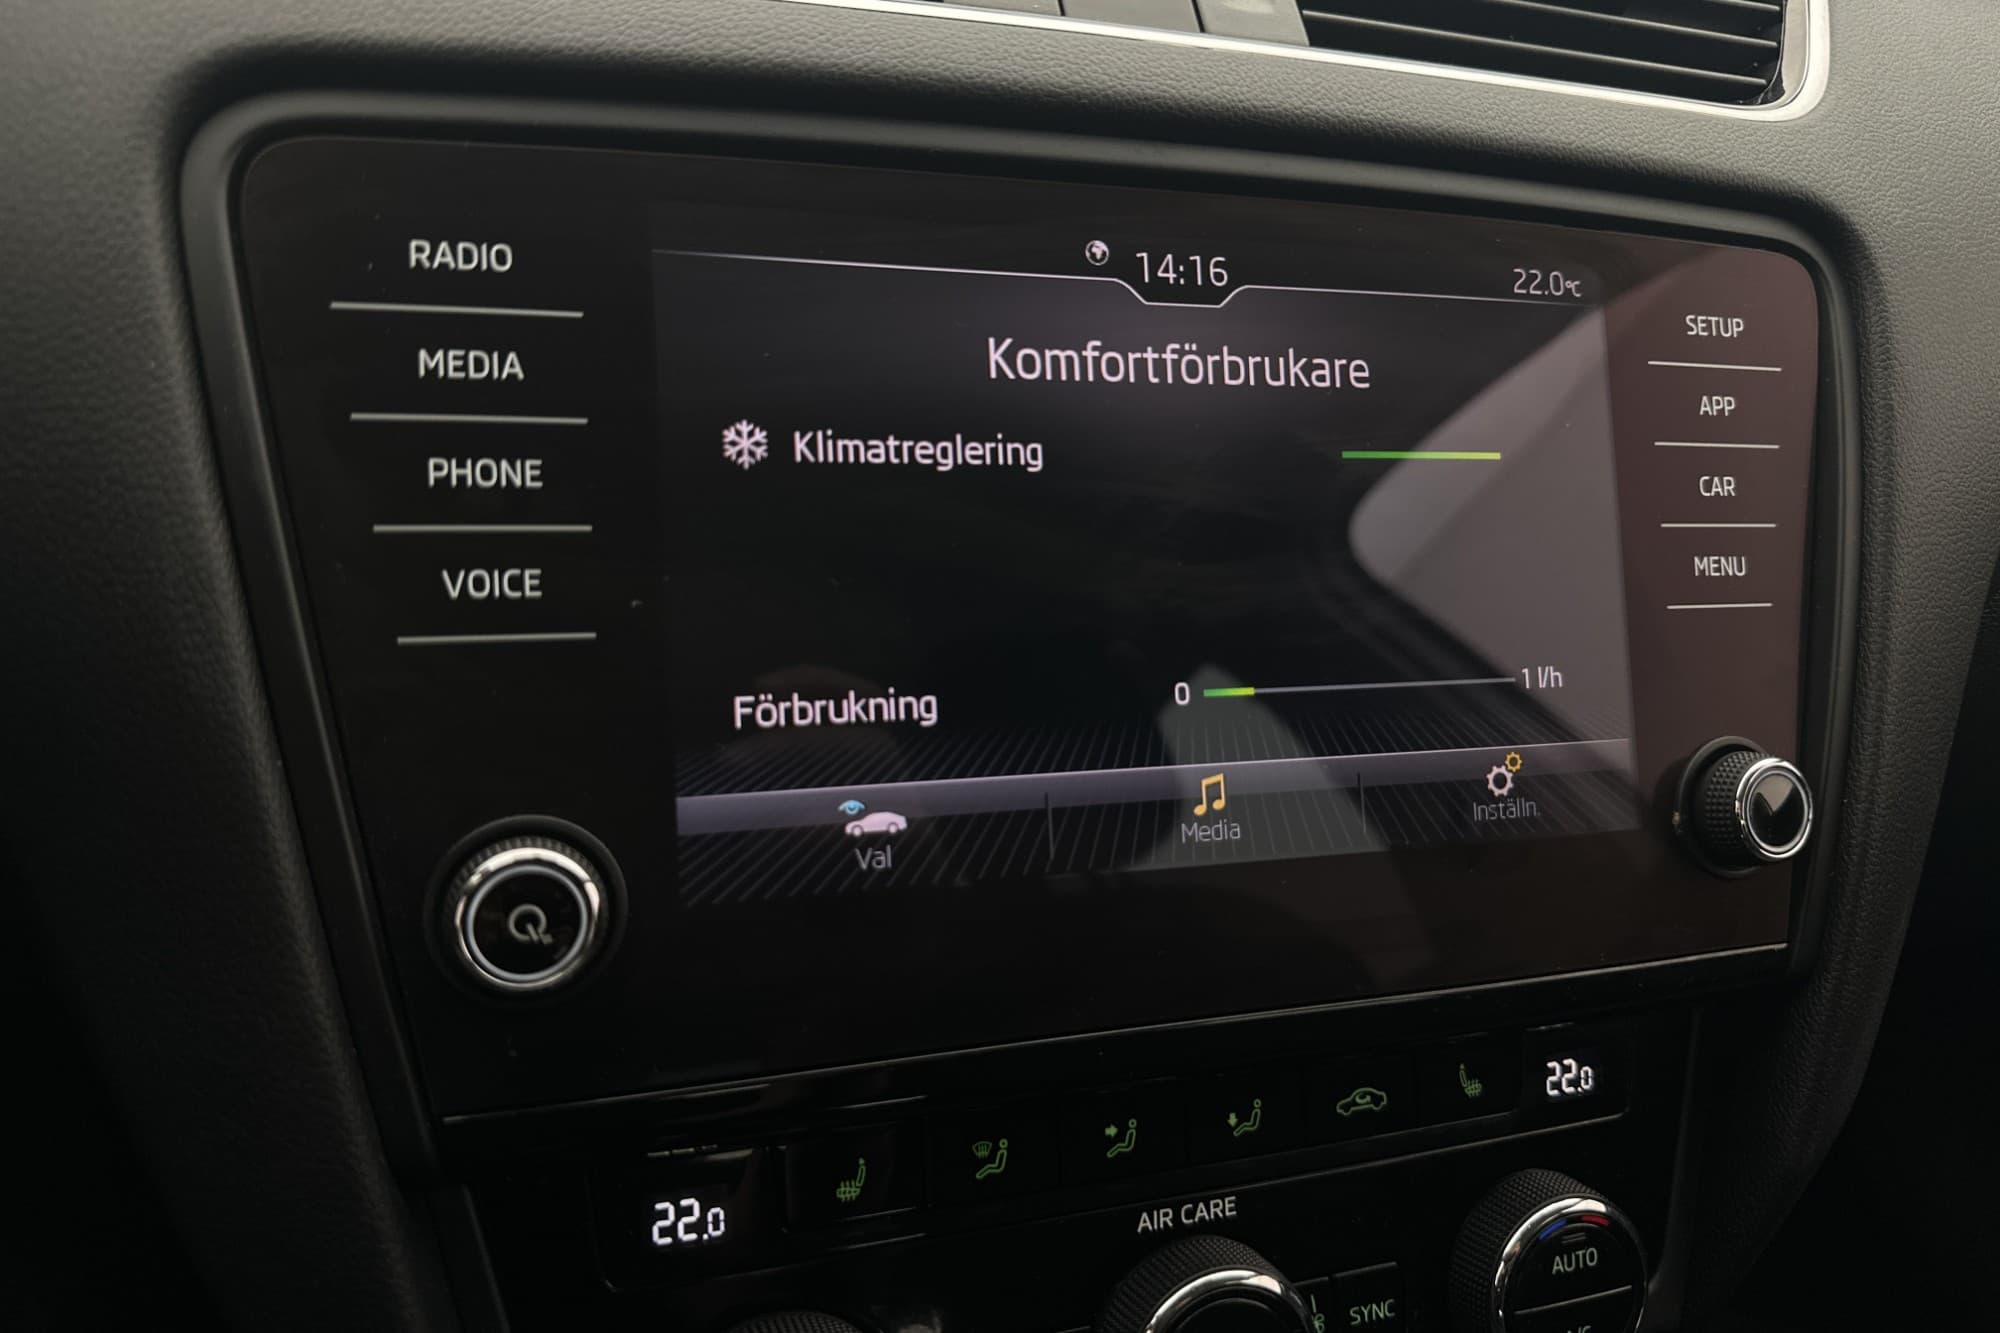 RADIO
MEDIA
PHONE
VOICE
14:16
22.0°C
Komfortförbrukare
Klimatreglering
Förbrukning
0
1 l/h
Val
Media
Inställn.
SETUP
APP
CAR
MENU
22.0
22.0
AIR CARE
SYNC
AUTO